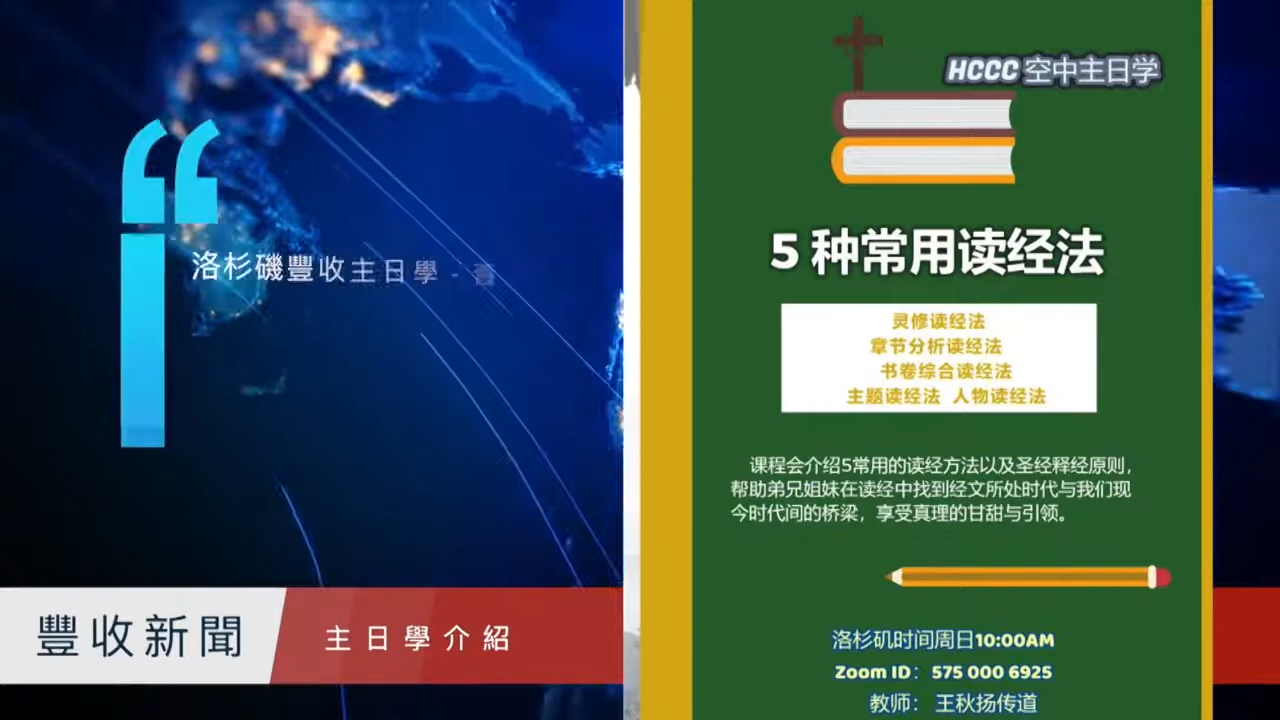 洛杉磯豐收主日學 -
豐收新聞
主日學介紹
HCCC 空中主日学
5 种常用读经法
灵修读经法
章节分析读经法
书卷综合读经法
主题读经法 人物读经法
课程会介绍5常用的读经方法以及圣经释经原则，
帮助弟兄姐妹在读经中找到经文所处时代与我们现
今时代间的桥梁，享受真理的甘甜与引领。
洛杉矶时间周日10:00AM
Zoom ID：575 000 6925
教师： 王秋扬传道